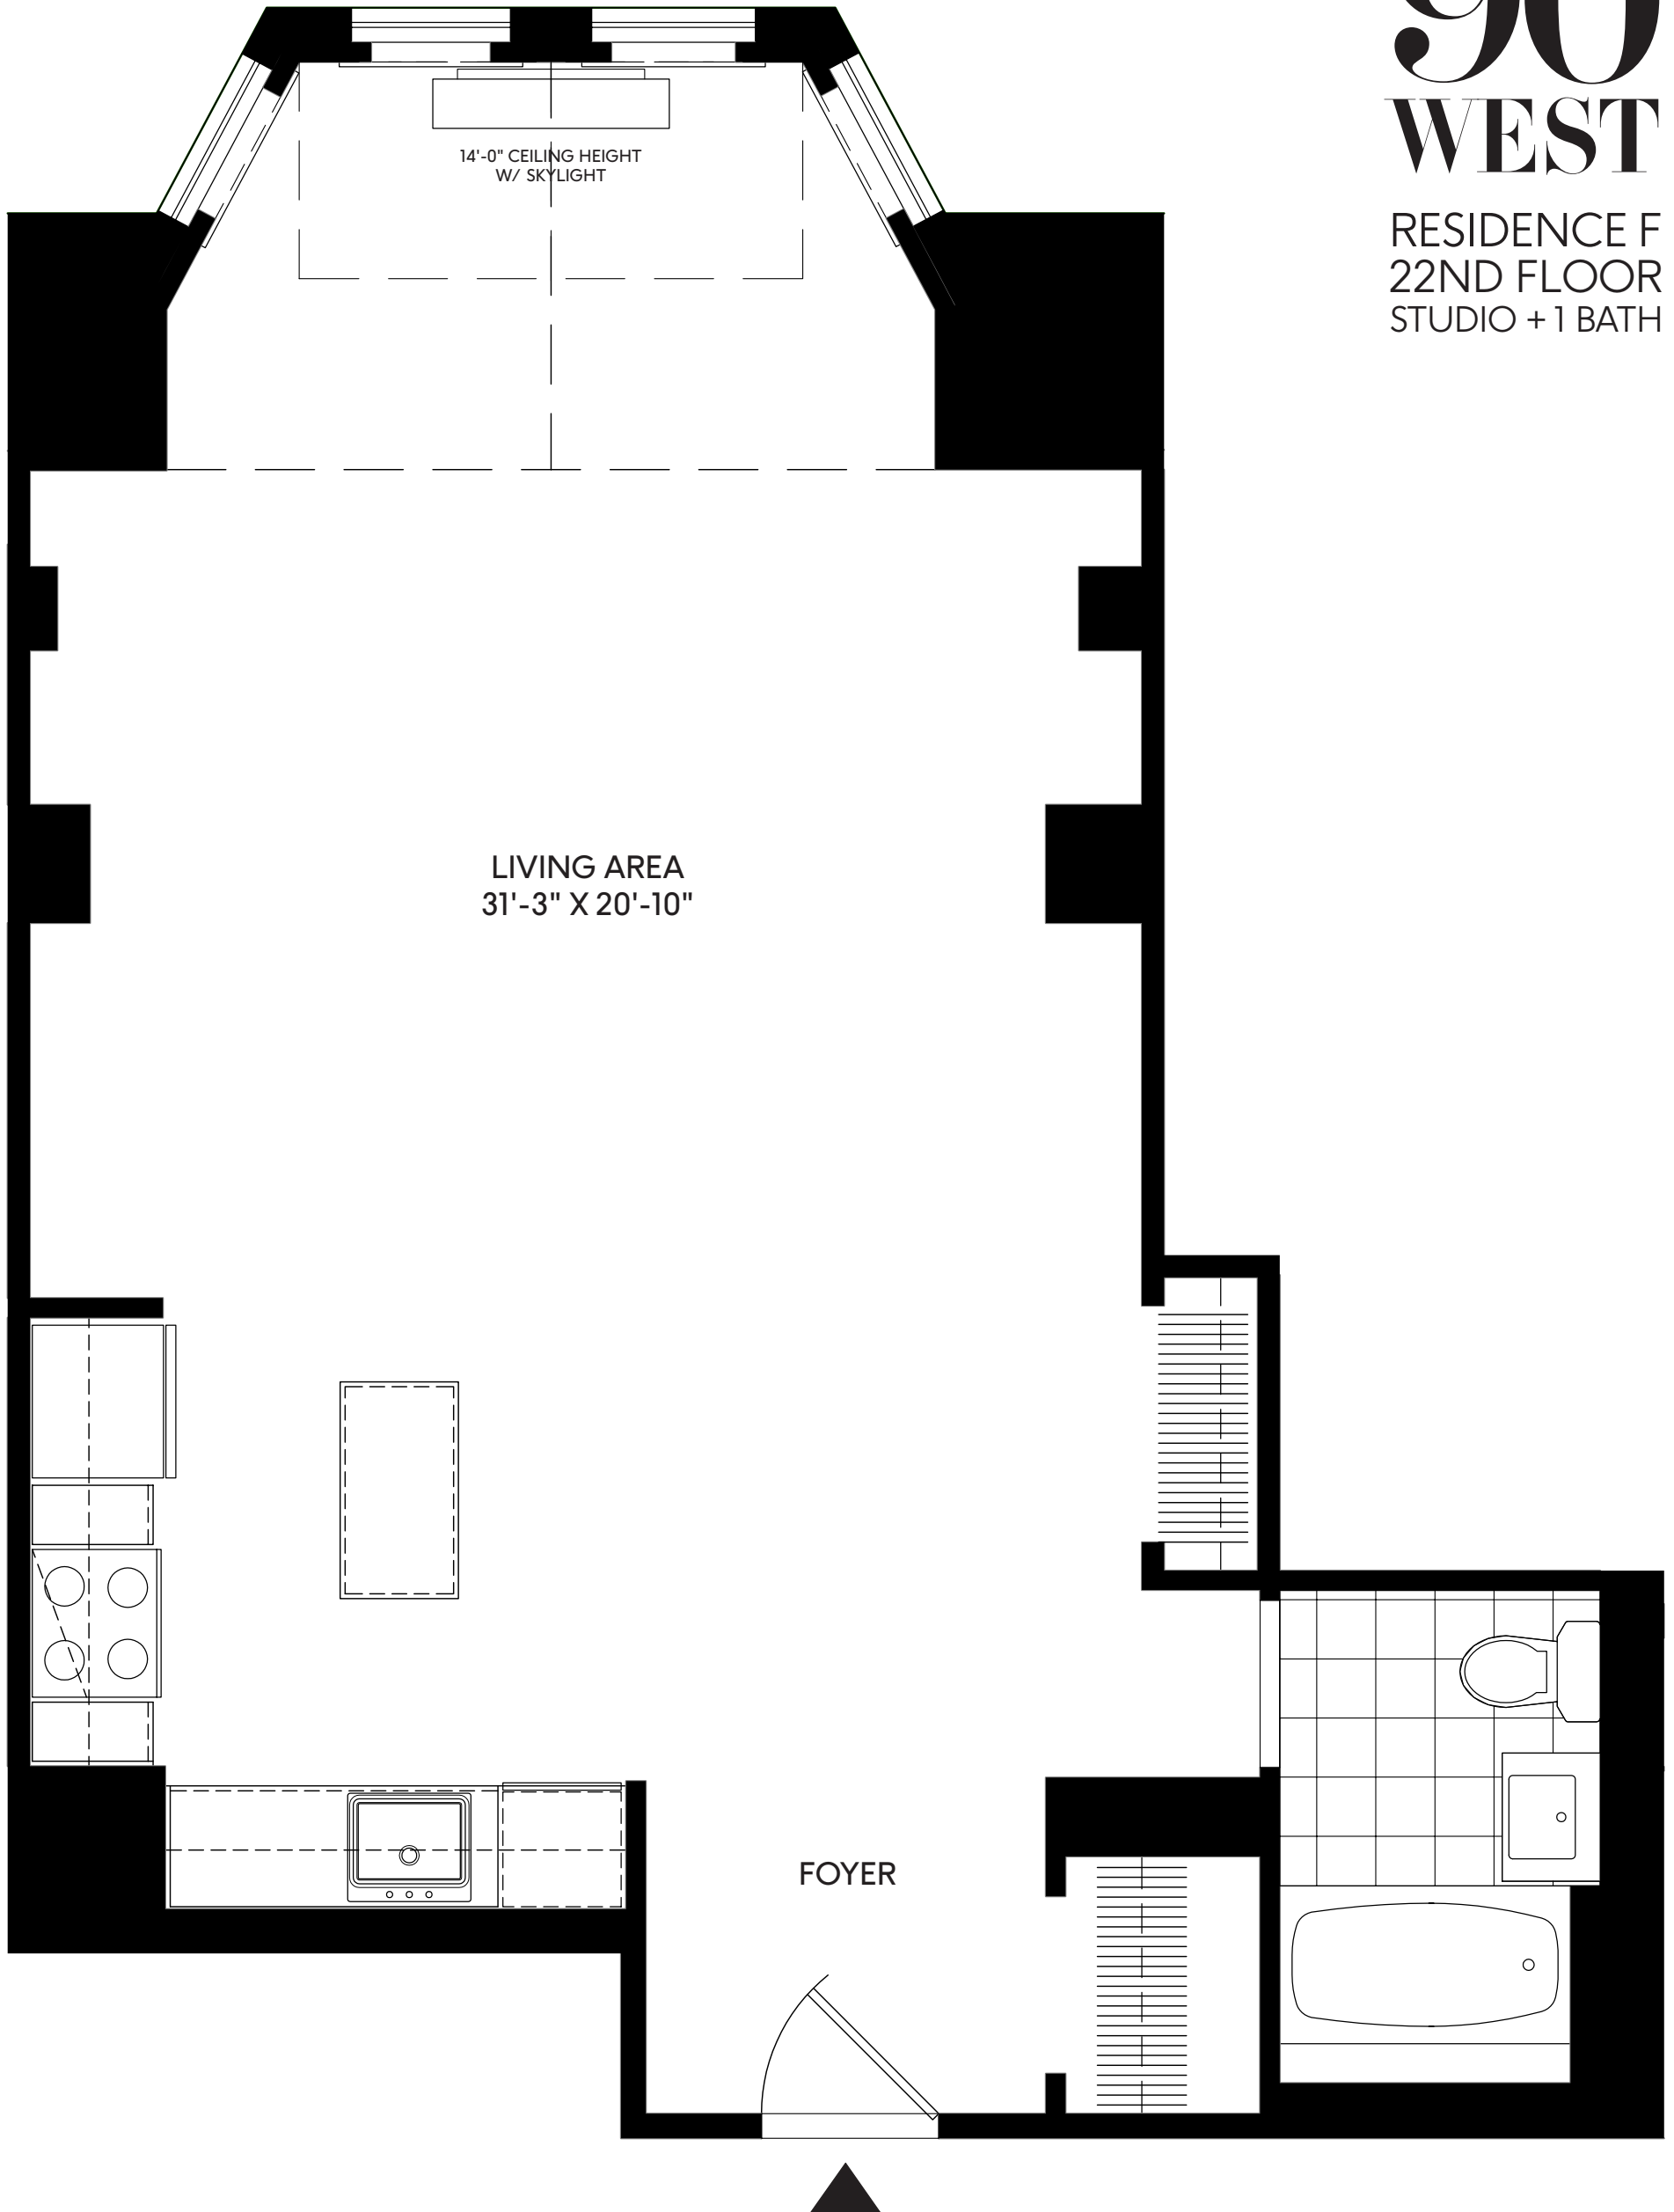 90
WEST
RESIDENCE F
22ND FLOOR
STUDIO + 1 BATH
14'-0" CEILING HEIGHT
W/ SKYLIGHT
LIVING AREA
31'-3" X 20'-10"
FOYER